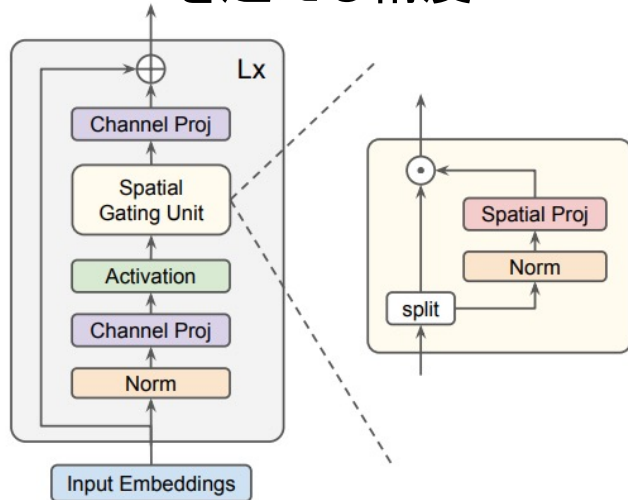 Lx
Channel Proj
Spatial
Gating Unit
Activation
Channel Proj
Norm
Input Embeddings
Spatial Proj
Norm
split